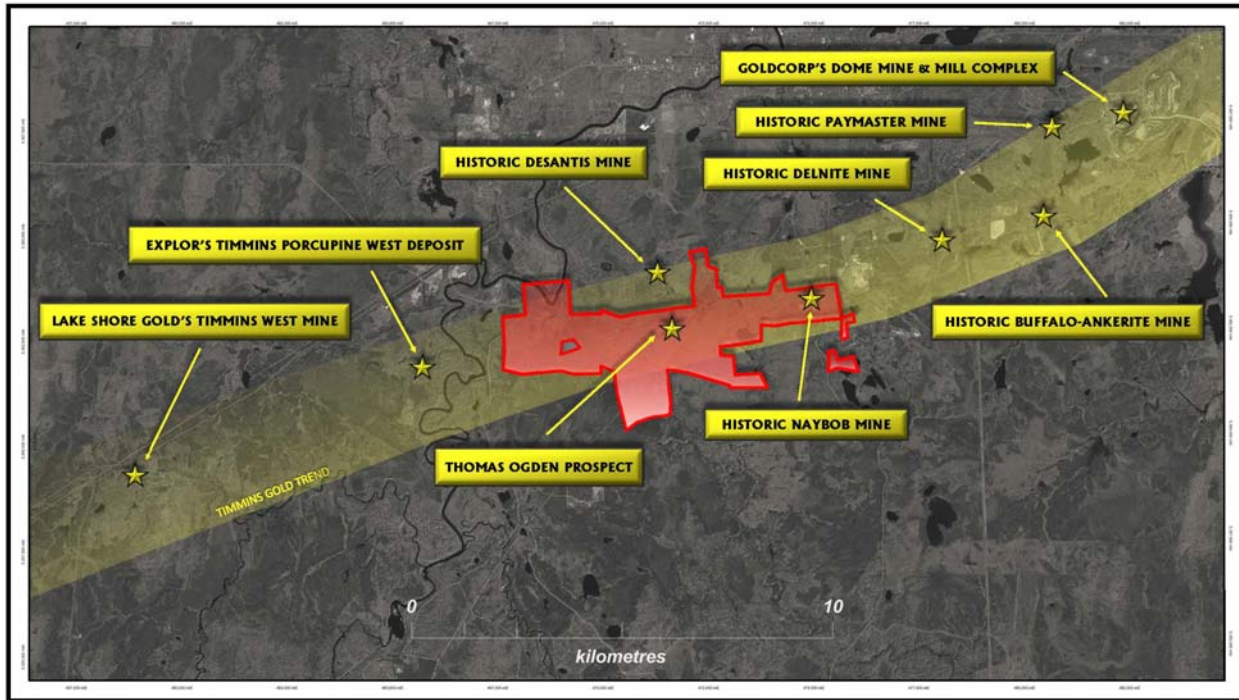 GOLDCORP'S DOME MINE & MILL COMPLEX
HISTORIC PAYMASTER MINE
HISTORIC DESANTIS MINE
HISTORIC DELNITE MINE
EXPLOR'S TIMMINS PORCUPINE WEST DEPOSIT
LAKE SHORE GOLD'S TIMMINS WEST MINE
HISTORIC BUFFALO-ANKERITE MINE
HISTORIC NAYBOB MINE
THOMAS OGDEN PROSPECT
TIMMINS GOLD TREND
0 10
kilometres